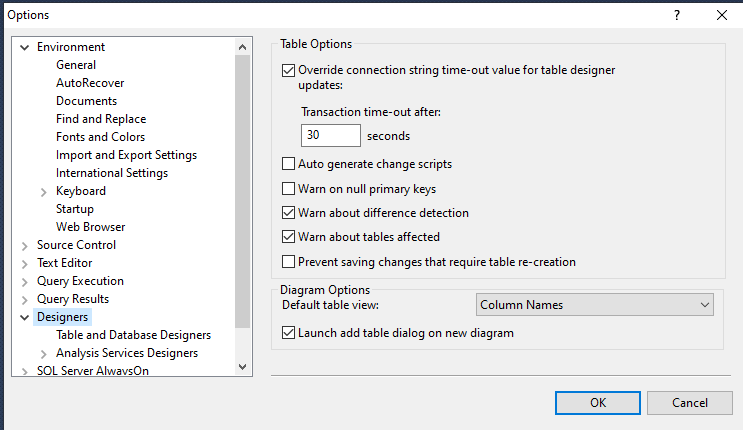 Options
?
Environment
General
AutoRecover
Documents
Find and Replace
Fonts and Colors
Import and Export Settings
International Settings
Keyboard
Startup
Web Browser
Source Control
Text Editor
Query Execution
Query Results
Designers
Table and Database Designers
Analysis Services Designers
SQL Server AlwaysOn
Table Options
Override connection string time-out value for table designer
updates:
Transaction time-out after:
30 seconds
Auto generate change scripts
Warn on null primary keys
Warn about difference detection
Warn about tables affected
Prevent saving changes that require table re-creation
Diagram Options
Default table view: Column Names
Launch add table dialog on new diagram
OK Cancel